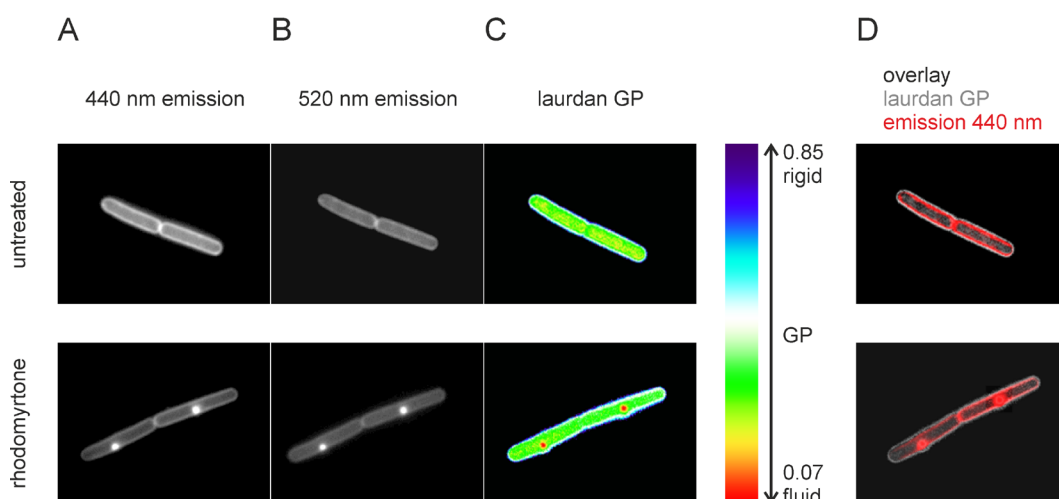 A
B
C
D
440 nm emission
520 nm emission
laurdan GP
overlay
laurdan GP
emission 440 nm
untreated
0.85
rigid
GP
rhodomyrtone
0.07
fluid